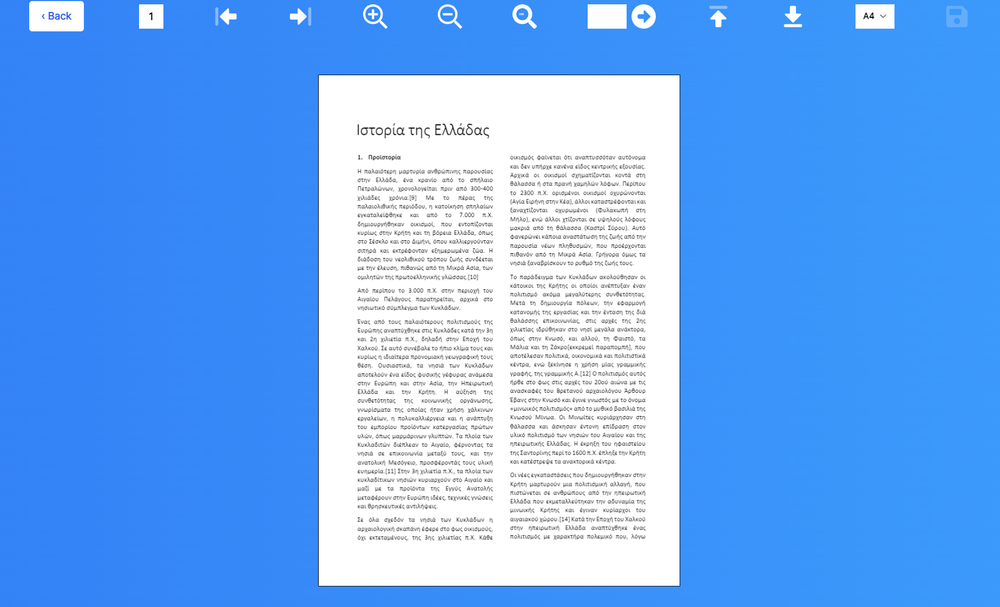 ‹ Back
1
100
A4
Ιστορία της Ελλάδας
1. Προϊστορία
Η παλαιότερη μαρτυρία ανθρώπινης παρουσίας
στην Ελλάδα, ένα κρανίο από το σπήλαιο
Πετραλώνων, χρονολογείται πριν από 300-400
χιλιάδες χρόνια.[9] Με το πέρας της
παλαιολιθικής περιόδου, η κατοίκηση σπηλαίων
εγκαταλείφθηκε και από το 7.000 π.Χ.
δημιουργήθηκαν οικισμοί, που εντοπίζονται
κυρίως στην Κρήτη και τη βόρεια Ελλάδα, όπως
στο Σέσκλο και στο Διμήνι, όπου καλλιεργούνταν
σιτηρά και εκτρέφονταν εξημερωμένα ζώα. Η
διάδοση του νεολιθικού τρόπου ζωής συνδέεται
με την έλευση, πιθανώς από τη Μικρά Ασία, των
ομιλητών της πρωτοελληνικής γλώσσας.[10]
Από περίπου το 3.000 π.Χ. στην περιοχή του
Αιγαίου Πελάγους παρατηρείται, αρχικά στο
νησιωτικό σύμπλεγμα των Κυκλάδων.
Ένας από τους παλαιότερους πολιτισμούς της
Ευρώπης αναπτύχθηκε στις Κυκλάδες κατά την 3η
και 2η χιλιετία π.Χ., δηλαδή στην Εποχή του
Χαλκού. Σε αυτό συνέβαλε το ήπιο κλίμα τους και
κυρίως η ιδιαίτερα προνομιακή γεωγραφική τους
θέση. Ουσιαστικά, τα νησιά των Κυκλάδων
αποτελούν ένα είδος φυσικής γέφυρας ανάμεσα
στην Ευρώπη και στην Ασία, την Ηπειρωτική
Ελλάδα και την Κρήτη. Η αύξηση της
συνθετότητας της κοινωνικής οργάνωσης,
γνωρίσματα της οποίας ήταν χρήση χάλκινων
εργαλείων, η πολυκαλλιέργεια και η ανάπτυξη
του εμπορίου προϊόντων κατεργασίας πρώτων
υλών, όπως μαρμάρινων γλυπτών. Τα πλοία των
Κυκλαδιτών διέπλεαν το Αιγαίο, φέρνοντας τα
νησιά σε επικοινωνία μεταξύ τους, και την
ανατολική Μεσόγειο, προσφέροντάς τους υλική
ευημερία.[11] Στην 3η χιλιετία π.Χ., τα πλοία των
κυκλαδίτικων νησιών κυριαρχούν στο Αιγαίο και
μαζί με τα προϊόντα της Εγγύς Ανατολής
μεταφέρουν στην Ευρώπη ιδέες, τεχνικές γνώσεις
και θρησκευτικές αντιλήψεις.
Σε όλα σχεδόν τα νησιά των Κυκλάδων η
αρχαιολογική σκαπάνη έφερε στο φως οικισμούς,
όχι εκτεταμένους, της 3ης χιλιετίας π.Χ. Κάθε
οικισμός φαίνεται ότι αναπτυσσόταν αυτόνομα
και δεν υπήρχε κανένα είδος κεντρικής εξουσίας.
Αρχικά οι οικισμοί σχηματίζονται κοντά στη
θάλασσα ή στα πρανή χαμηλών λόφων. Περίπου
το 2300 π.Χ. ορισμένοι οικισμοί οχυρώνονται
(Αγία Ειρήνη στην Κέα), άλλοι καταστρέφονται και
ξαναχτίζονται οχυρωμένοι (Φυλακωπή στη
Μήλο), ενώ άλλοι χτίζονται σε υψηλούς λόφους
μακριά από τη θάλασσα (Καστρί Σύρου). Αυτό
φανερώνει κάποια αναστάτωση της ζωής από την
παρουσία νέων πληθυσμών, που προέρχονται
πιθανόν από τη Μικρά Ασία. Γρήγορα όμως τα
νησιά ξαναβρίσκουν το ρυθμό της ζωής τους.
Το παράδειγμα των Κυκλάδων ακολούθησαν οι
κάτοικοι της Κρήτης οι οποίοι ανέπτυξαν έναν
πολιτισμό ακόμα μεγαλύτερης συνθετότητας.
Μετά τη δημιουργία πόλεων, την εφαρμογή
κατανομής της εργασίας και την ένταση της διά
θαλάσσης επικοινωνίας, στις αρχές της 2ης
χιλιετίας ιδρύθηκαν στο νησί μεγάλα ανάκτορα,
όπως στην Κνωσό, και αλλού, τη Φαιστό, τα
Μάλια και τη Ζάκρο[εκκρεμεί παραπομπή], που
αποτέλεσαν πολιτικά, οικονομικά και πολιτιστικά
κέντρα, ενώ ξεκίνησε η χρήση μίας γραμμικής
γραφής, της γραμμικής Α.[12] Ο πολιτισμός αυτός
ήρθε στο φως στις αρχές του 20ού αιώνα με τις
ανασκαφές του Βρετανού αρχαιολόγου Άρθουρ
Έβανς στην Κνωσό και έγινε γνωστός με το όνομα
«μινωικός πολιτισμός» από το μυθικό βασιλιά της
Κνωσού Μίνωα. Οι Μινωίτες κυριάρχησαν στη
θάλασσα και άσκησαν έντονη επίδραση στον
υλικό πολιτισμό των νησιών του Αιγαίου και της
ηπειρωτικής Ελλάδας. Η έκρηξη του ηφαιστείου
της Σαντορίνης περί το 1600 π.Χ. έπληξε την Κρήτη
και κατέστρεψε τα ανακτορικά κέντρα.
Οι νέες εγκαταστάσεις που δημιουργήθηκαν στην
Κρήτη μαρτυρούν μια πολιτισμική αλλαγή, που
πιστώνεται σε ανθρώπους από την ηπειρωτική
Ελλάδα που εκμεταλλεύτηκαν την αδυναμία της
μινωικής Κρήτης και έγιναν κυρίαρχοι του
αιγαιακού χώρου.[14] Κατά την Εποχή του Χαλκού
στην ηπειρωτική Ελλάδα αναπτύχθηκε ένας
πολιτισμός με χαρακτήρα πολεμικό που, λόγω